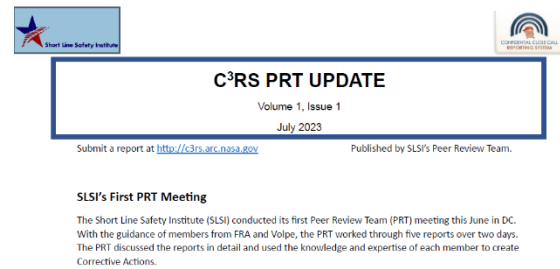 Short Line Safety Institute
CONFIDENTIAL CLOSE CALL
REPORTING SYSTEM
C³RS PRT UPDATE
Volume 1, Issue 1
July 2023
Submit a report at http://c3rs.arc.nasa.gov Published by SLSI's Peer Review Team.
SLSI's First PRT Meeting
The Short Line Safety Institute (SLSI) conducted its first Peer Review Team (PRT) meeting this June in DC.
With the guidance of members from FRA and Volpe, the PRT worked through five reports over two days.
The PRT discussed the reports in detail and used the knowledge and expertise of each member to create
Corrective Actions.